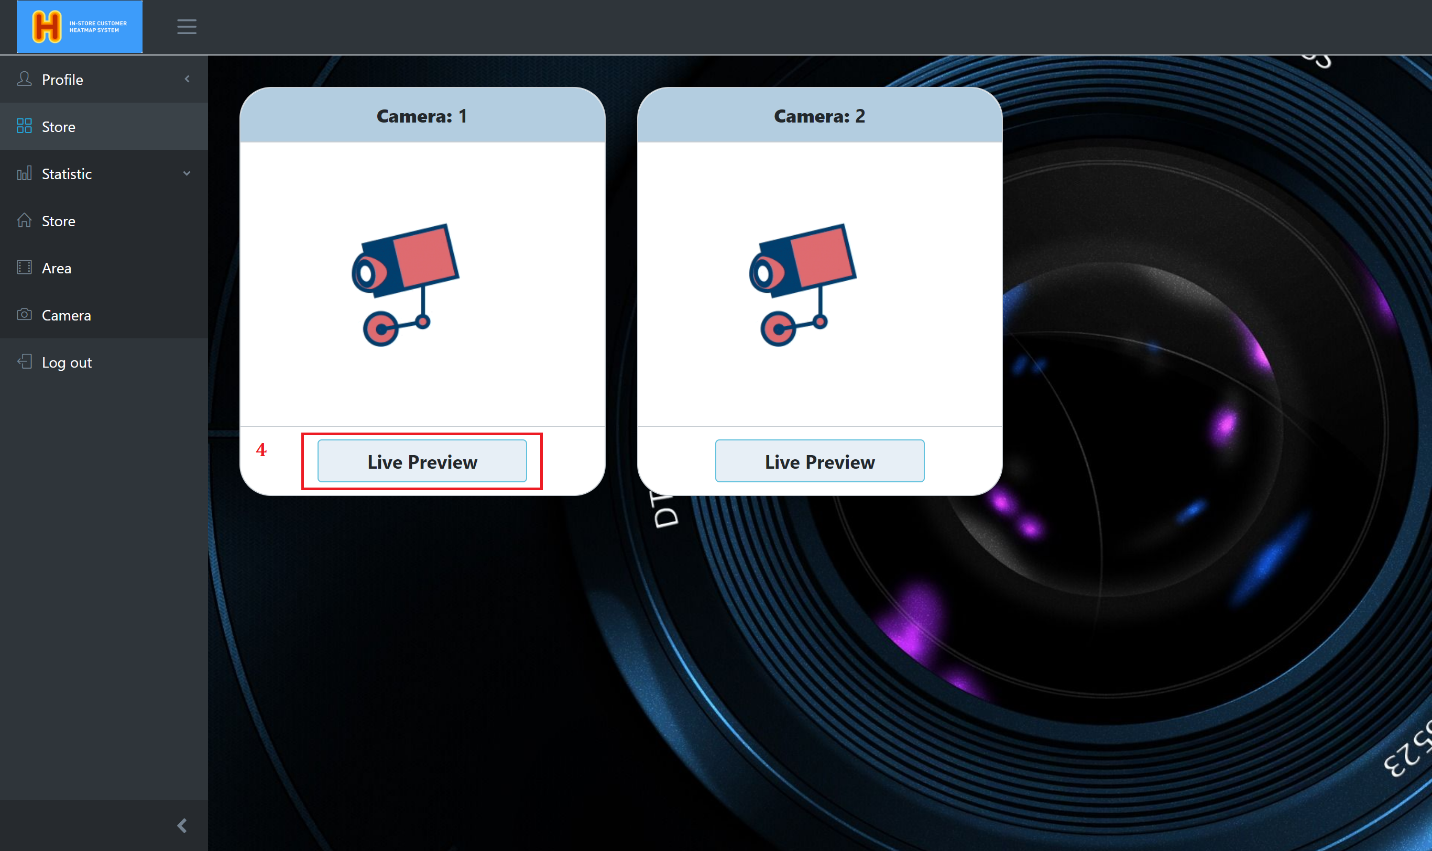 H
IN-STORE CUSTOMER
HEATMAP SYSTEM
Profile
Store
Statistic
Store
Area
Camera
Log out
Camera: 1
Camera: 2
4
Live Preview
Live Preview
DT